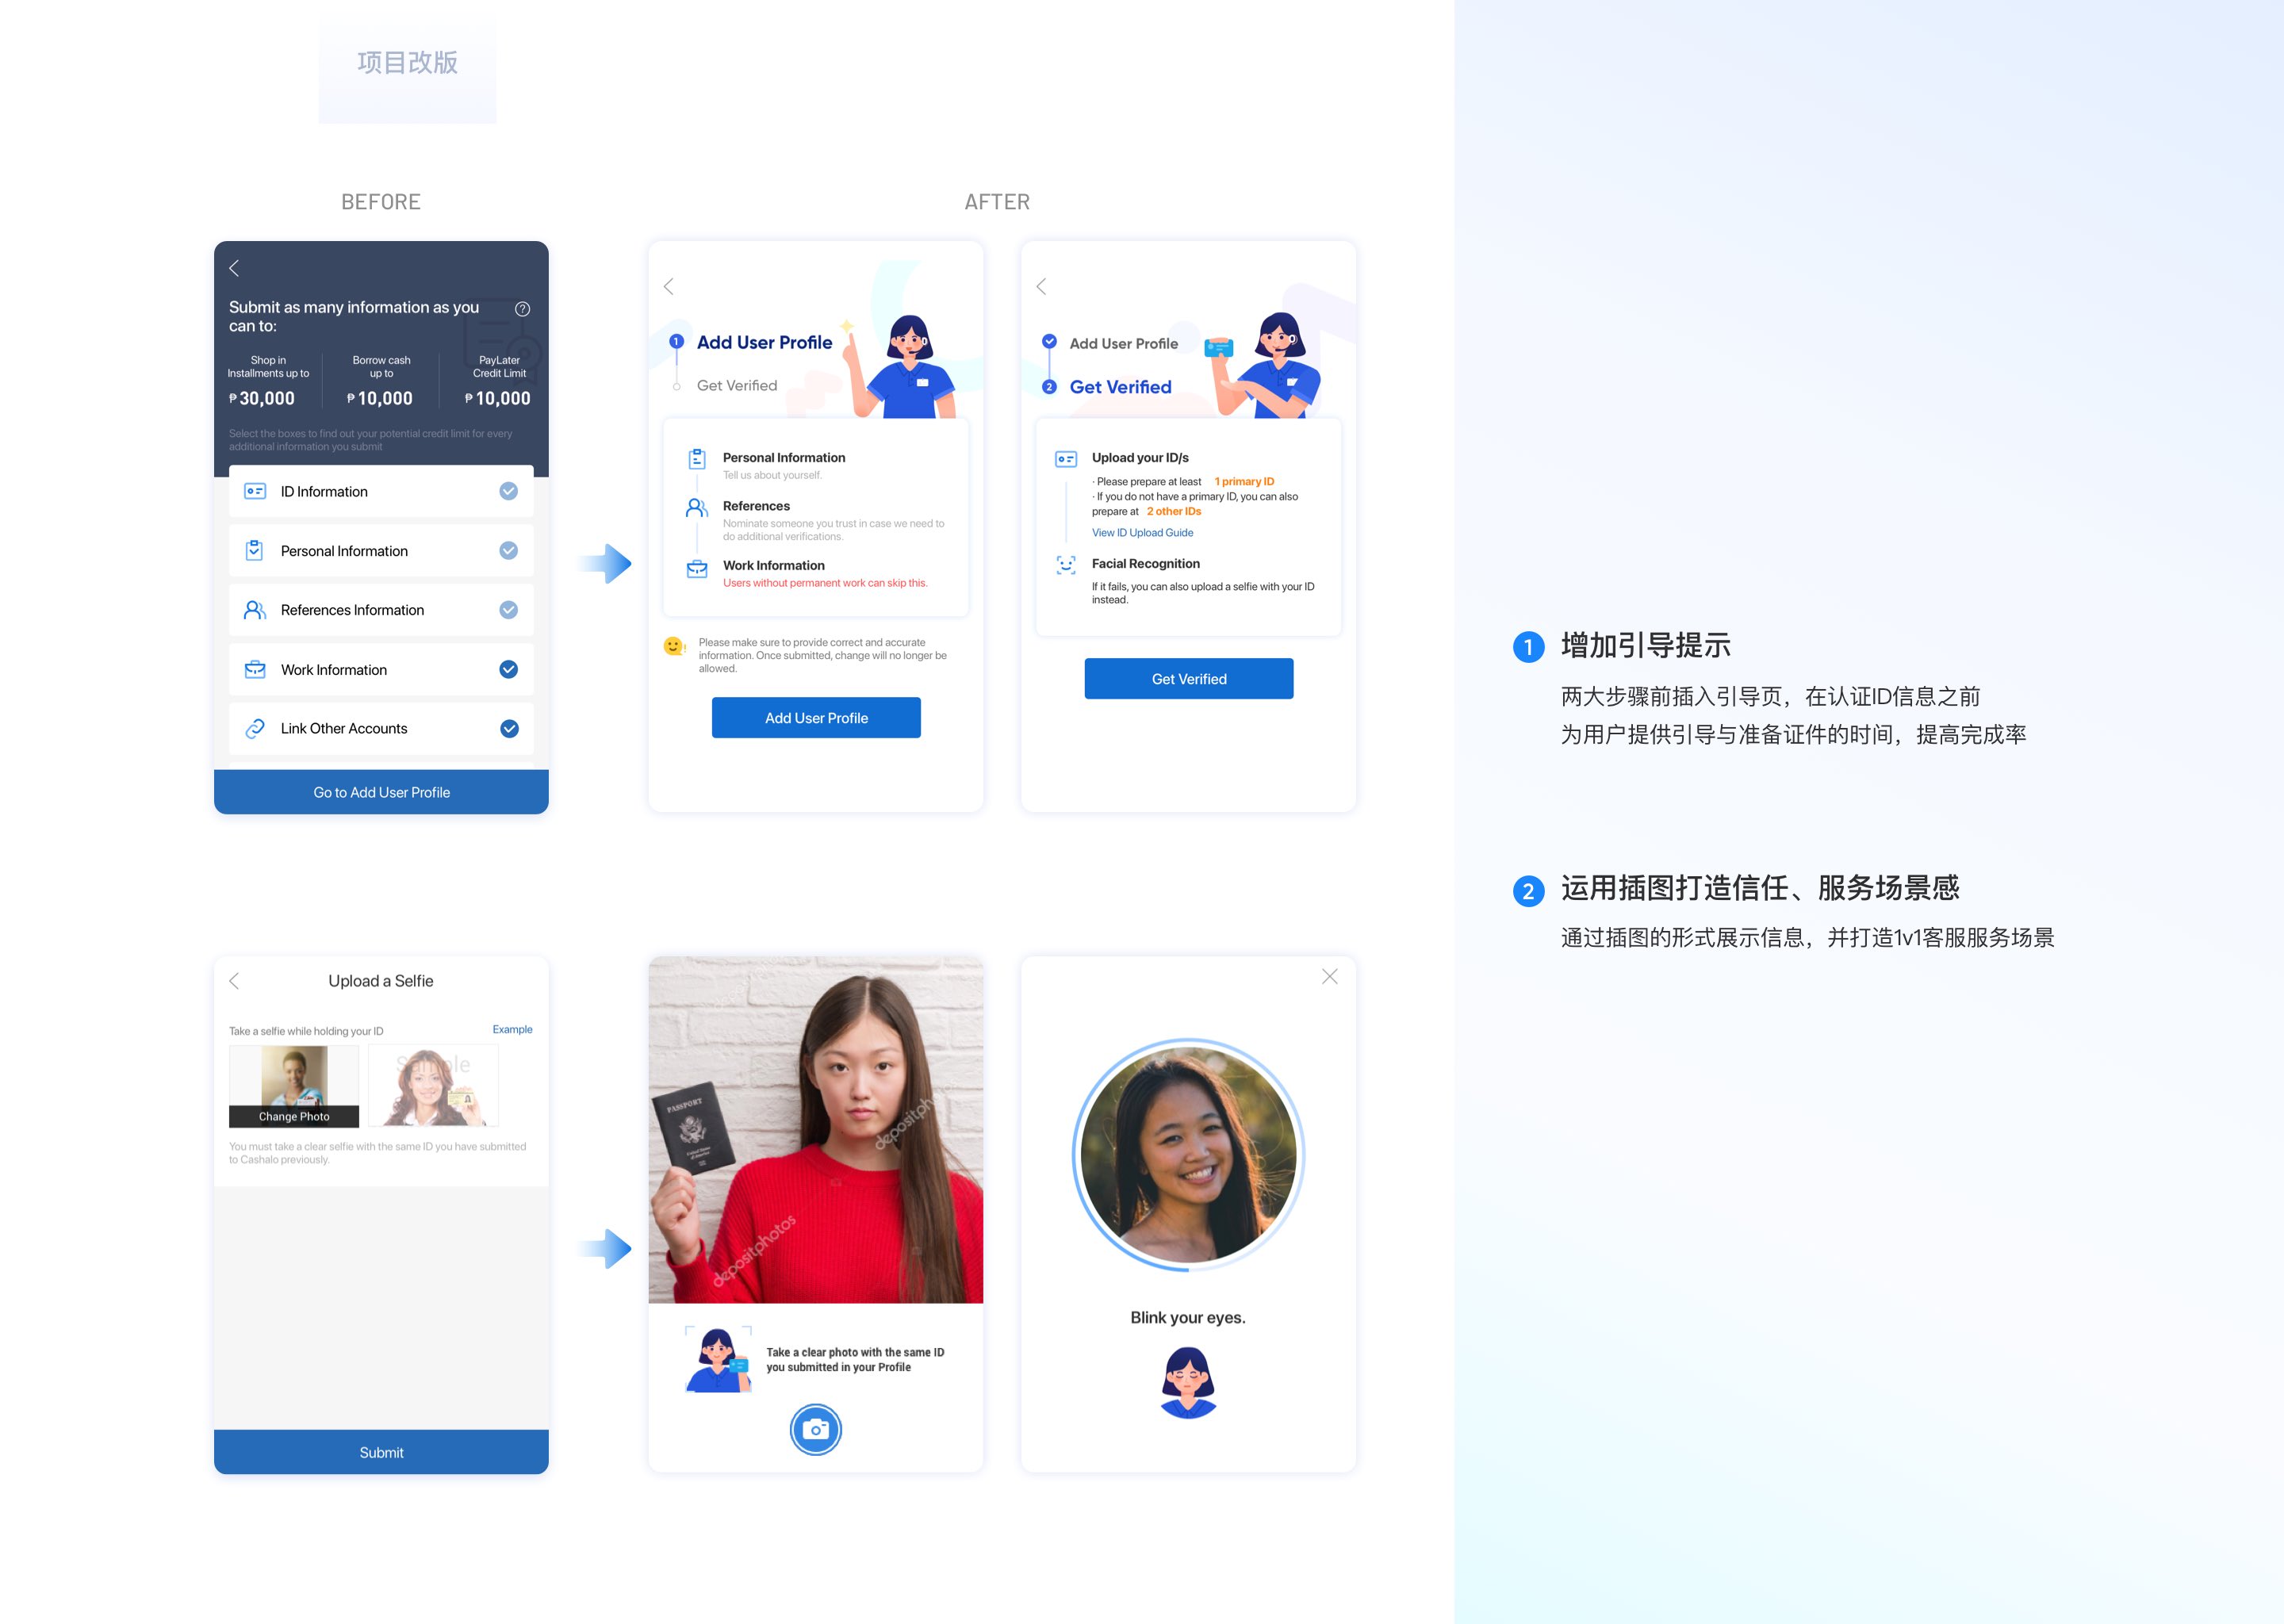 项目改版
BEFORE
AFTER
Submit as many information as you
can to:
Shop in
Installments up to
₱ 30,000
Borrow cash
up to
₱ 10,000
PayLater
Credit Limit
₱ 10,000
Select the boxes to find out your potential credit limit for every
additional information you submit
ID Information
Personal Information
References Information
Work Information
Link Other Accounts
Go to Add User Profile
1 Add User Profile
Get Verified
Personal Information
Tell us about yourself.
References
Nominate someone you trust in case we need to
do additional verifications.
Work Information
Users without permanent work can skip this.
Please make sure to provide correct and accurate
information. Once submitted, change will no longer be
allowed.
Add User Profile
Add User Profile
2 Get Verified
Upload your ID/s
· Please prepare at least 1 primary ID
· If you do not have a primary ID, you can also
prepare at 2 other IDs
View ID Upload Guide
Facial Recognition
If it fails, you can also upload a selfie with your ID
instead.
Get Verified
1 增加引导提示
两大步骤前插入引导页，在认证ID信息之前
为用户提供引导与准备证件的时间，提高完成率
2 运用插图打造信任、服务场景感
通过插图的形式展示信息，并打造1v1客服服务场景
Upload a Selfie
Take a selfie while holding your ID
Example
Change Photo
Sample
You must take a clear selfie with the same ID you have submitted
to Cashalo previously.
Submit
PASSPORT
United States
of America
depositphotos
depositph
Take a clear photo with the same ID
you submitted in your Profile
Blink your eyes.